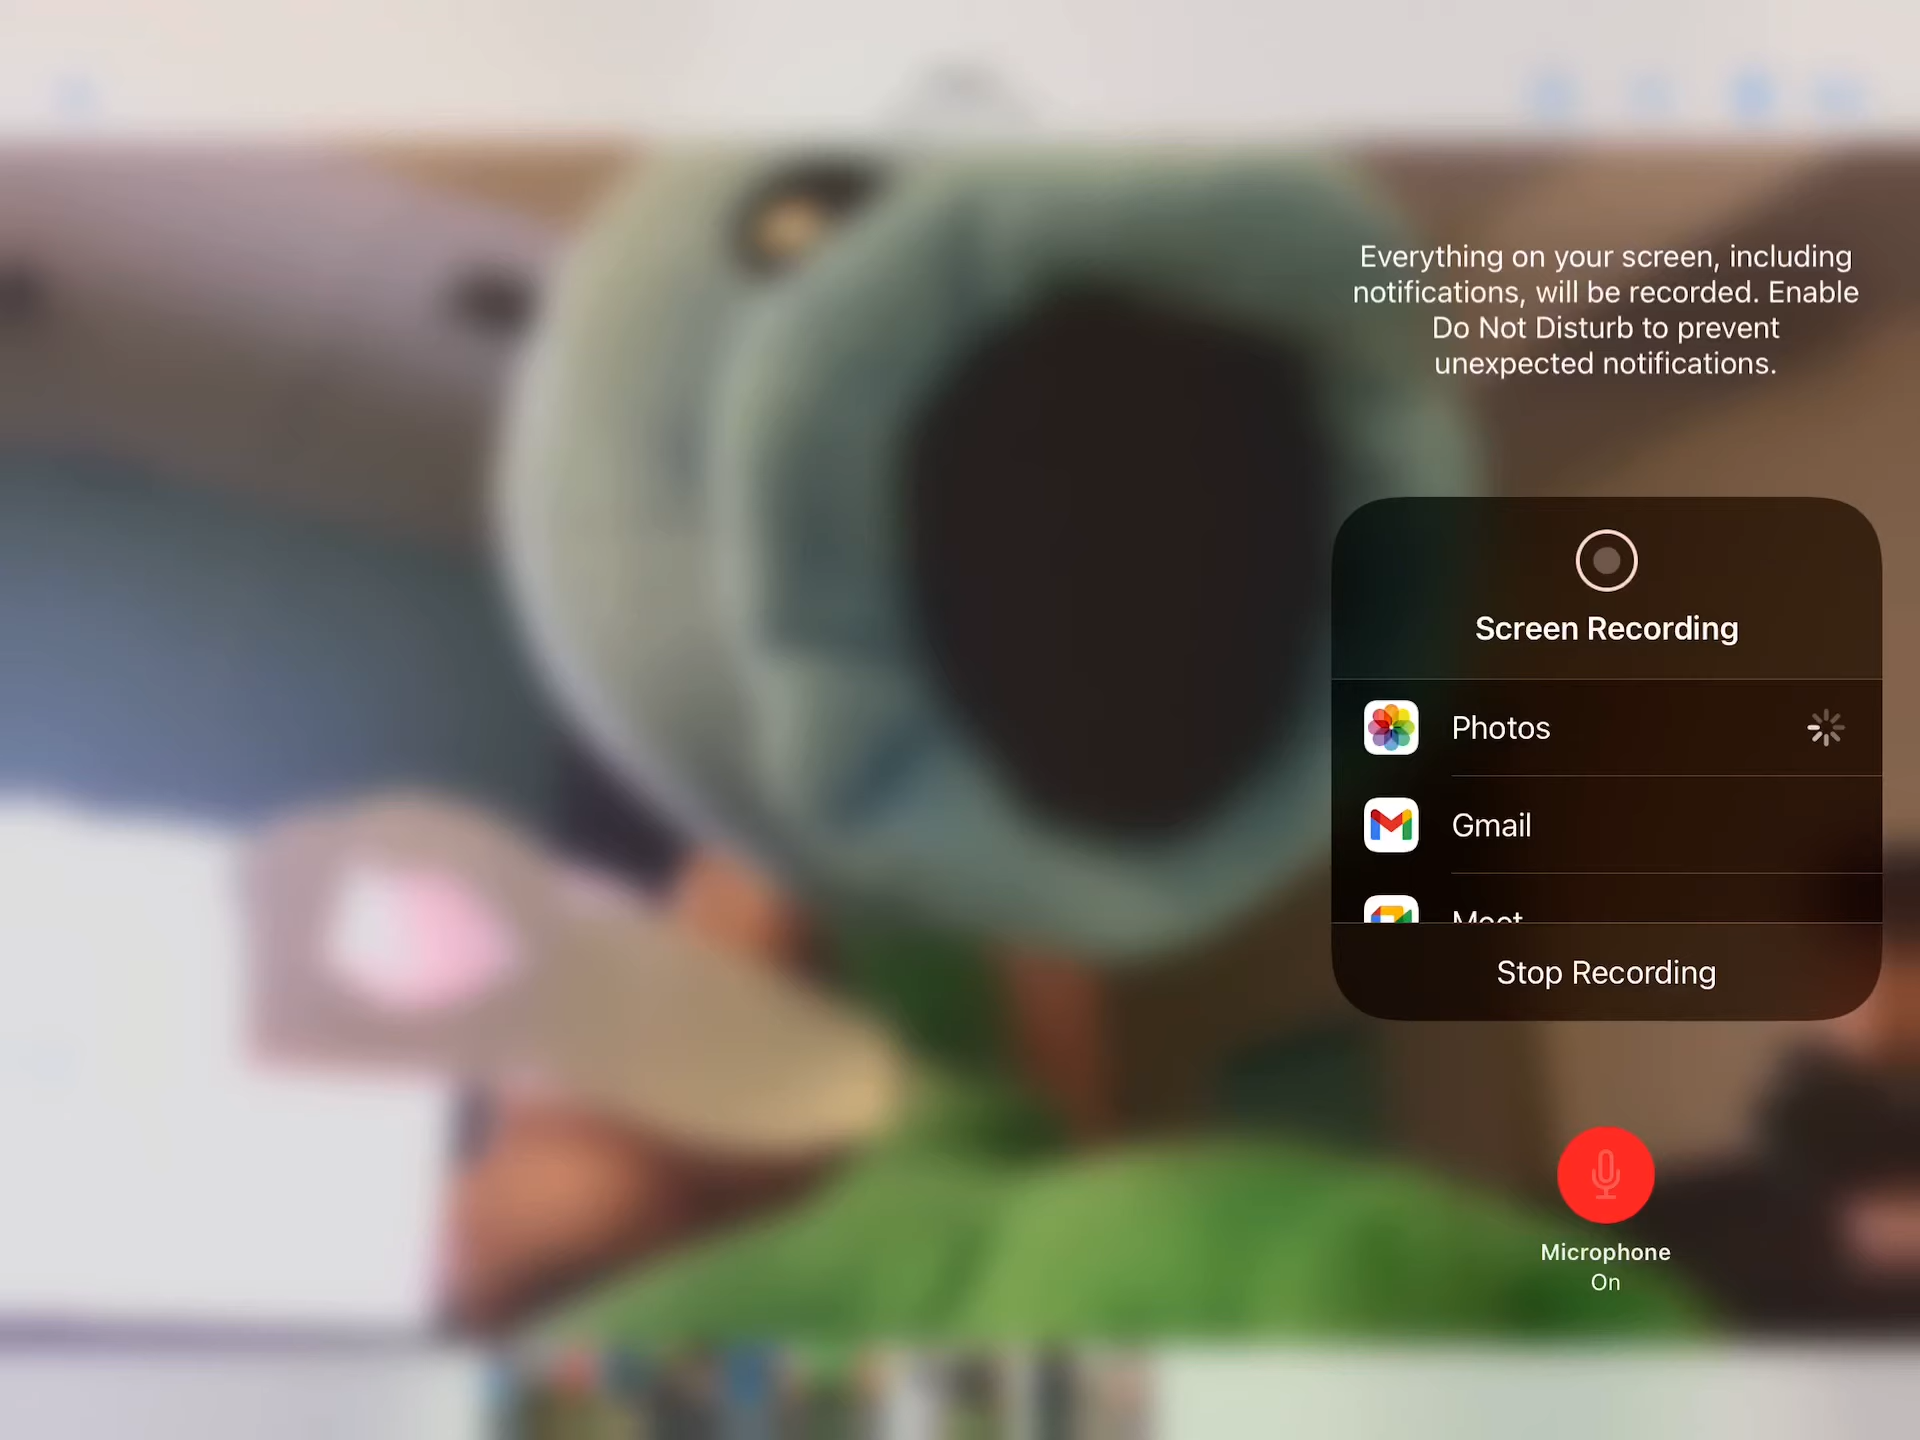 Everything on your screen, including
notifications, will be recorded. Enable
Do Not Disturb to prevent
unexpected notifications.
Screen Recording
Photos
Gmail
Meet
Stop Recording
Microphone
On